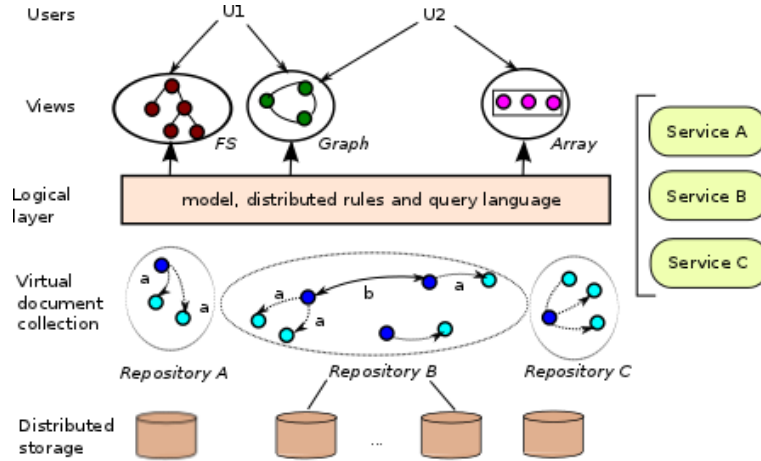 Users
U1
U2
Views
FS
Graph
Array
Service A
Service B
Service C
Logical
layer
model, distributed rules and query language
Virtual
document
collection
a
a
a
a
b
a
Repository A
Repository B
Repository C
Distributed
storage
...